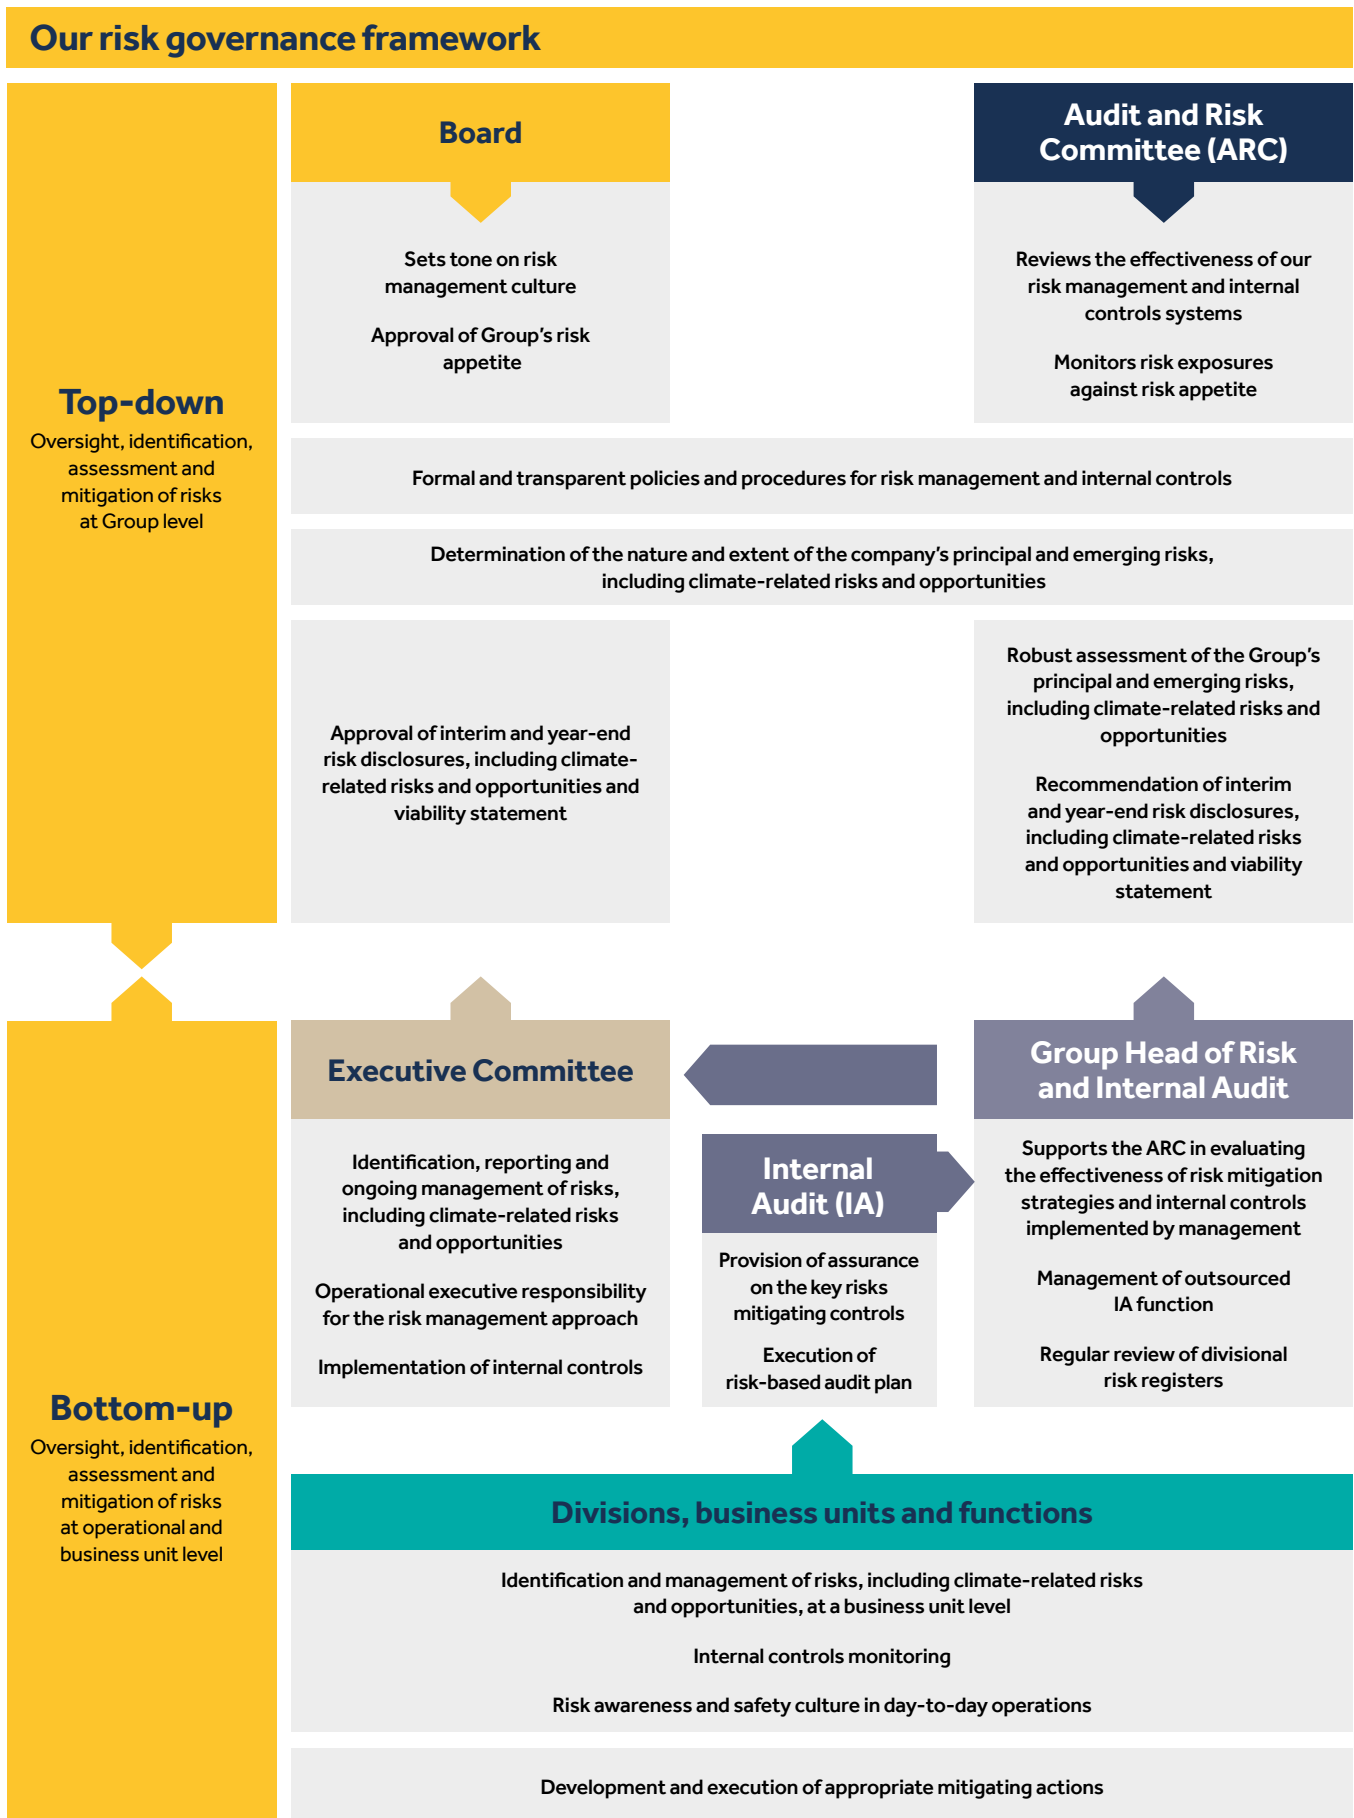 Our risk governance framework
Top-down
Oversight, identification,
assessment and
mitigation of risks
at Group level
Board
Sets tone on risk
management culture
Approval of Group’s risk
appetite
Audit and Risk
Committee (ARC)
Reviews the effectiveness of our
risk management and internal
controls systems
Monitors risk exposures
against risk appetite
Formal and transparent policies and procedures for risk management and internal controls
Determination of the nature and extent of the company’s principal and emerging risks,
including climate-related risks and opportunities
Approval of interim and year-end
risk disclosures, including climate-
related risks and opportunities and
viability statement
Robust assessment of the Group’s
principal and emerging risks,
including climate-related risks and
opportunities
Recommendation of interim
and year-end risk disclosures,
including climate-related risks
and opportunities and viability
statement
Bottom-up
Oversight, identification,
assessment and
mitigation of risks
at operational and
business unit level
Executive Committee
Identification, reporting and
ongoing management of risks,
including climate-related risks
and opportunities
Operational executive responsibility
for the risk management approach
Implementation of internal controls
Internal
Audit (IA)
Provision of assurance
on the key risks
mitigating controls
Execution of
risk-based audit plan
Group Head of Risk
and Internal Audit
Supports the ARC in evaluating
the effectiveness of risk mitigation
strategies and internal controls
implemented by management
Management of outsourced
IA function
Regular review of divisional
risk registers
Divisions, business units and functions
Identification and management of risks, including climate-related risks
and opportunities, at a business unit level
Internal controls monitoring
Risk awareness and safety culture in day-to-day operations
Development and execution of appropriate mitigating actions